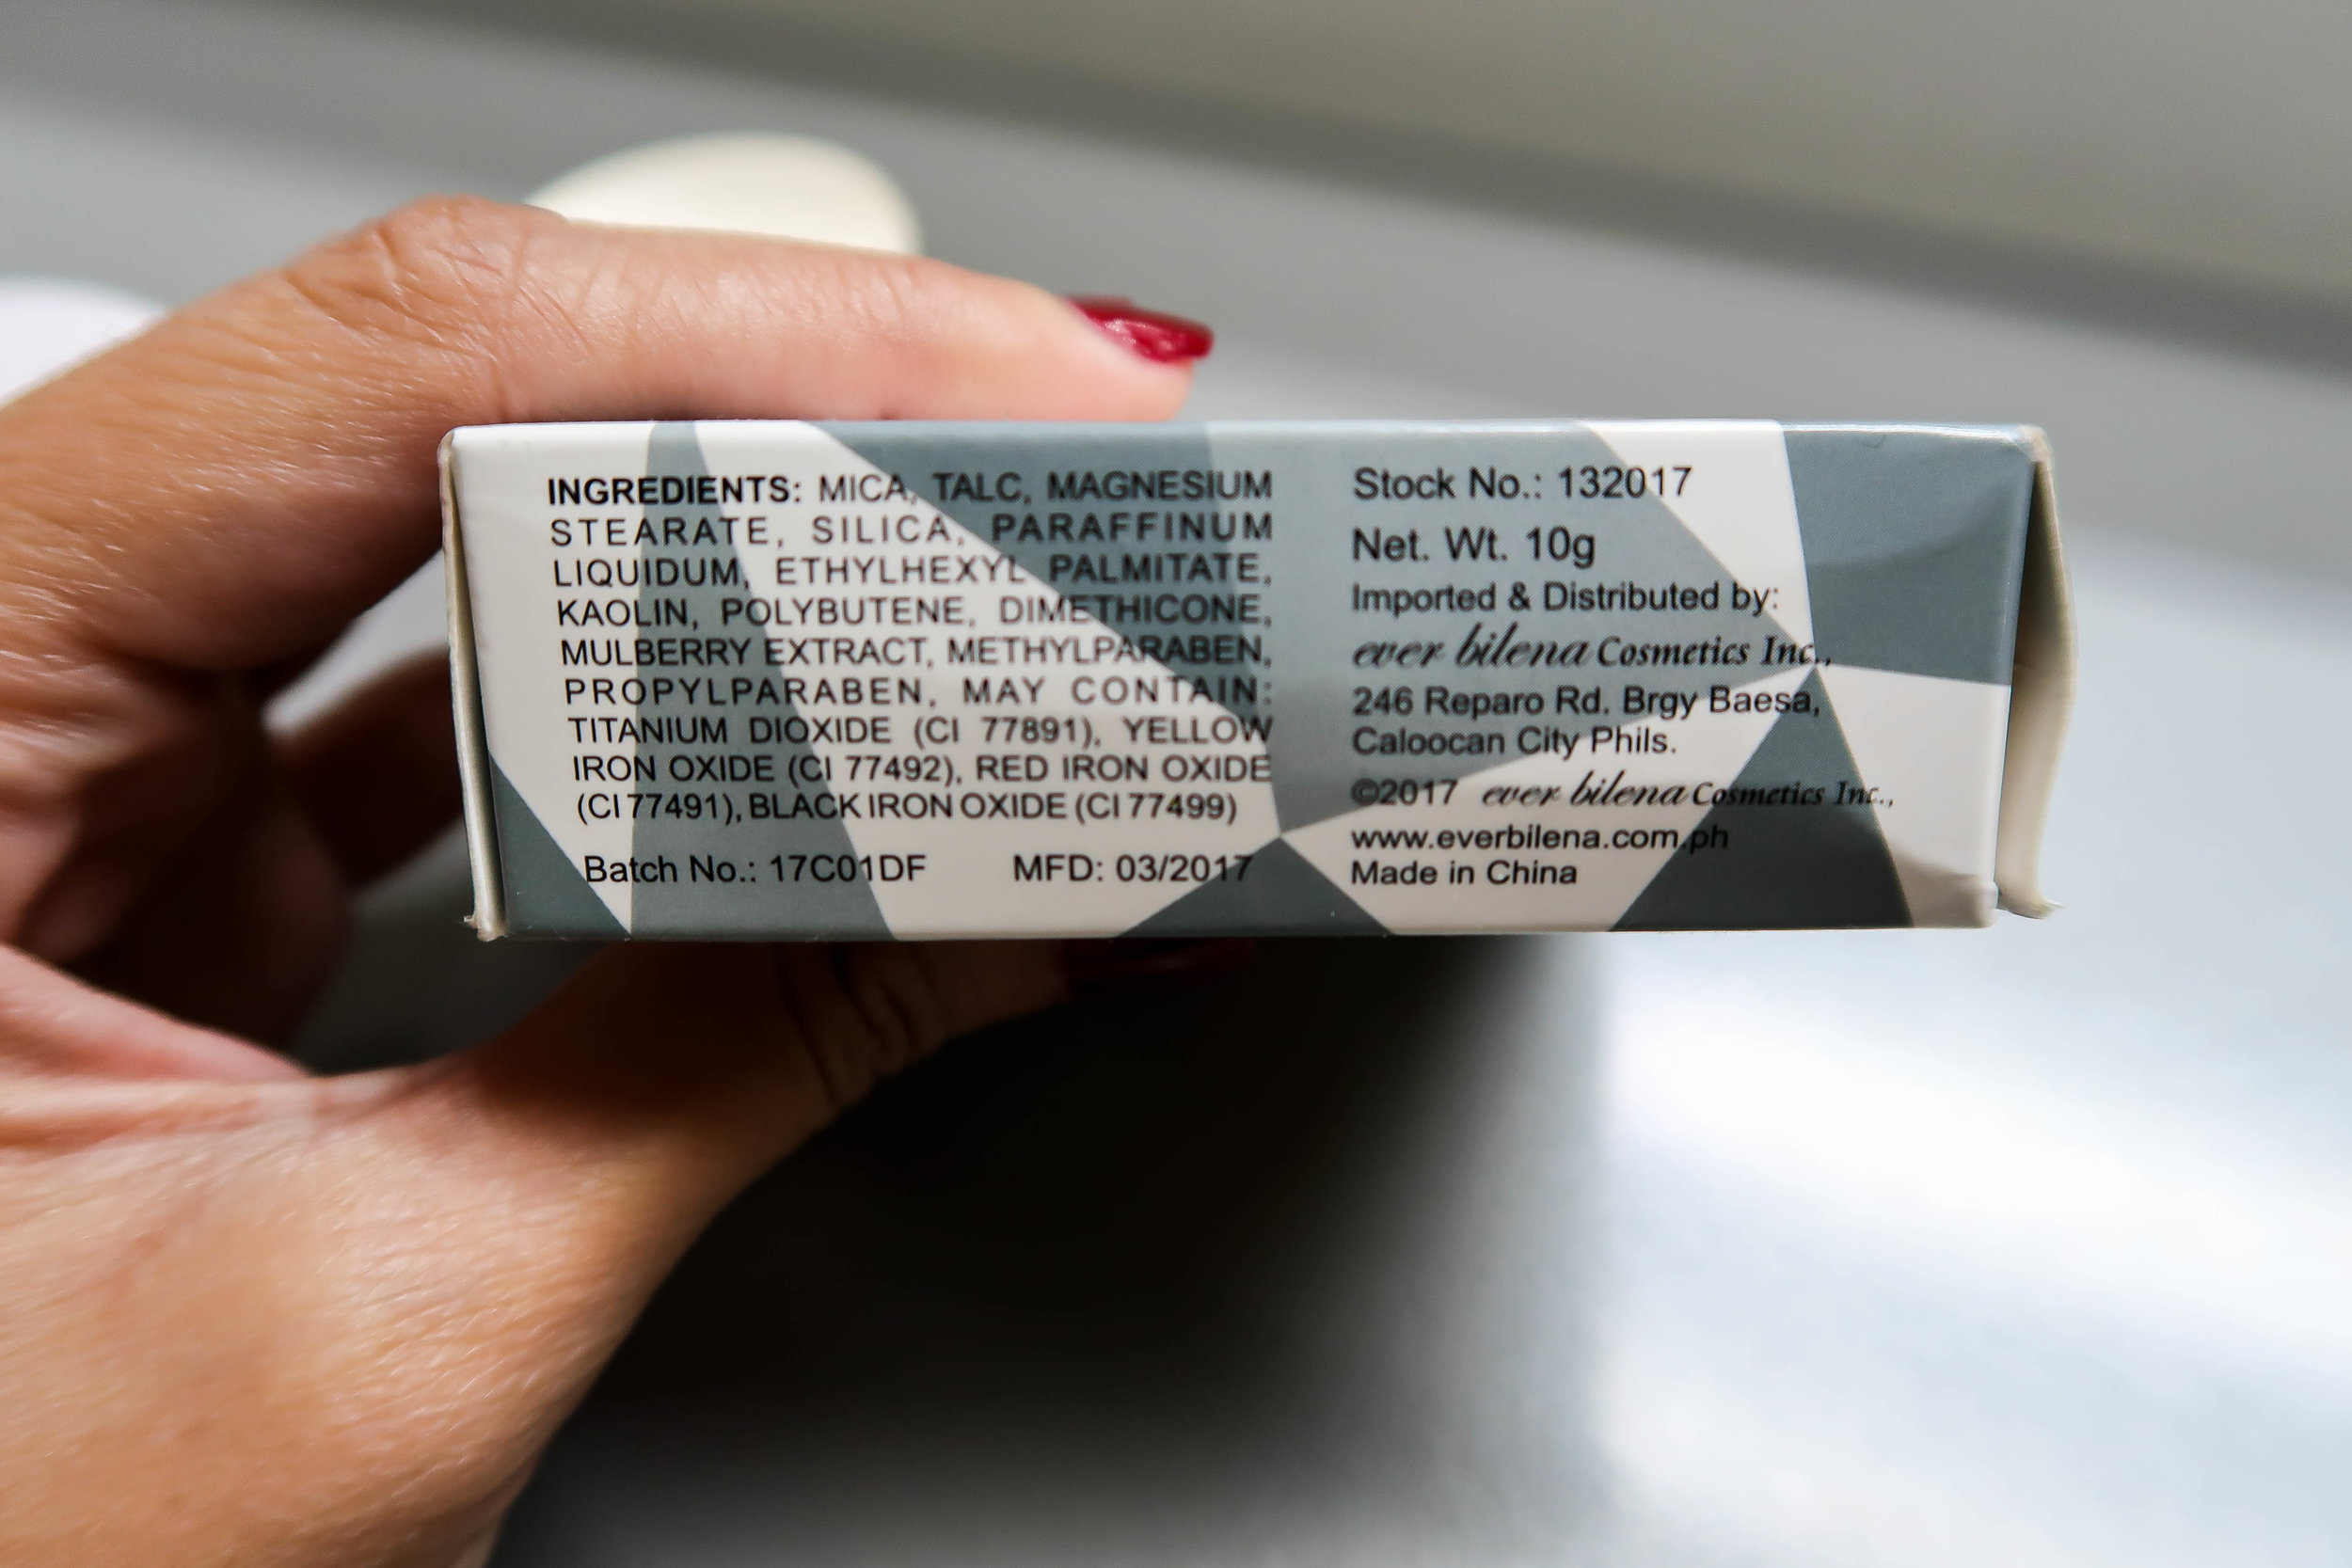 INGREDIENTS: MICA, TALC, MAGNESIUM
STEARATE, SILICA, PARAFFINUM
LIQUIDUM, ETHYLHEXYL PALMITATE,
KAOLIN, POLYBUTENE, DIMETHICONE,
MULBERRY EXTRACT, METHYLPARABEN,
PROPYLPARABEN, MAY CONTAIN:
TITANIUM DIOXIDE (CI 77891), YELLOW
IRON OXIDE (CI 77492), RED IRON OXIDE
(CI 77491), BLACK IRON OXIDE (CI 77499)
Batch No.: 17C01DF MFD: 03/2017
Stock No.: 132017
Net. Wt. 10g
Imported & Distributed by:
ever bilena Cosmetics Inc.,
246 Reparo Rd. Brgy Baesa,
Caloocan City Phils.
©2017 ever bilena Cosmetics Inc.,
www.everbilena.com.ph
Made in China